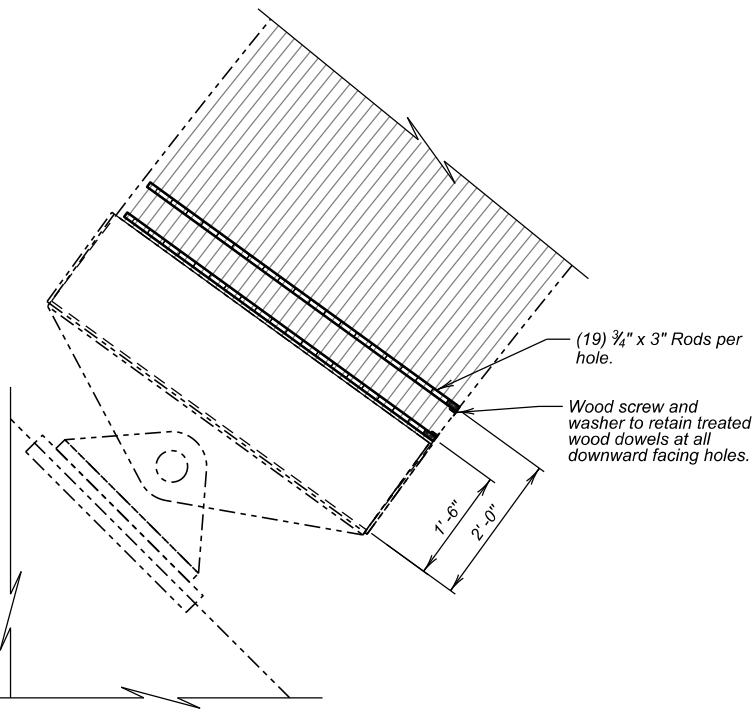 (19) ¾" x 3" Rods per
hole.
Wood screw and
washer to retain treated
wood dowels at all
downward facing holes.
1'-6"
2'-0"